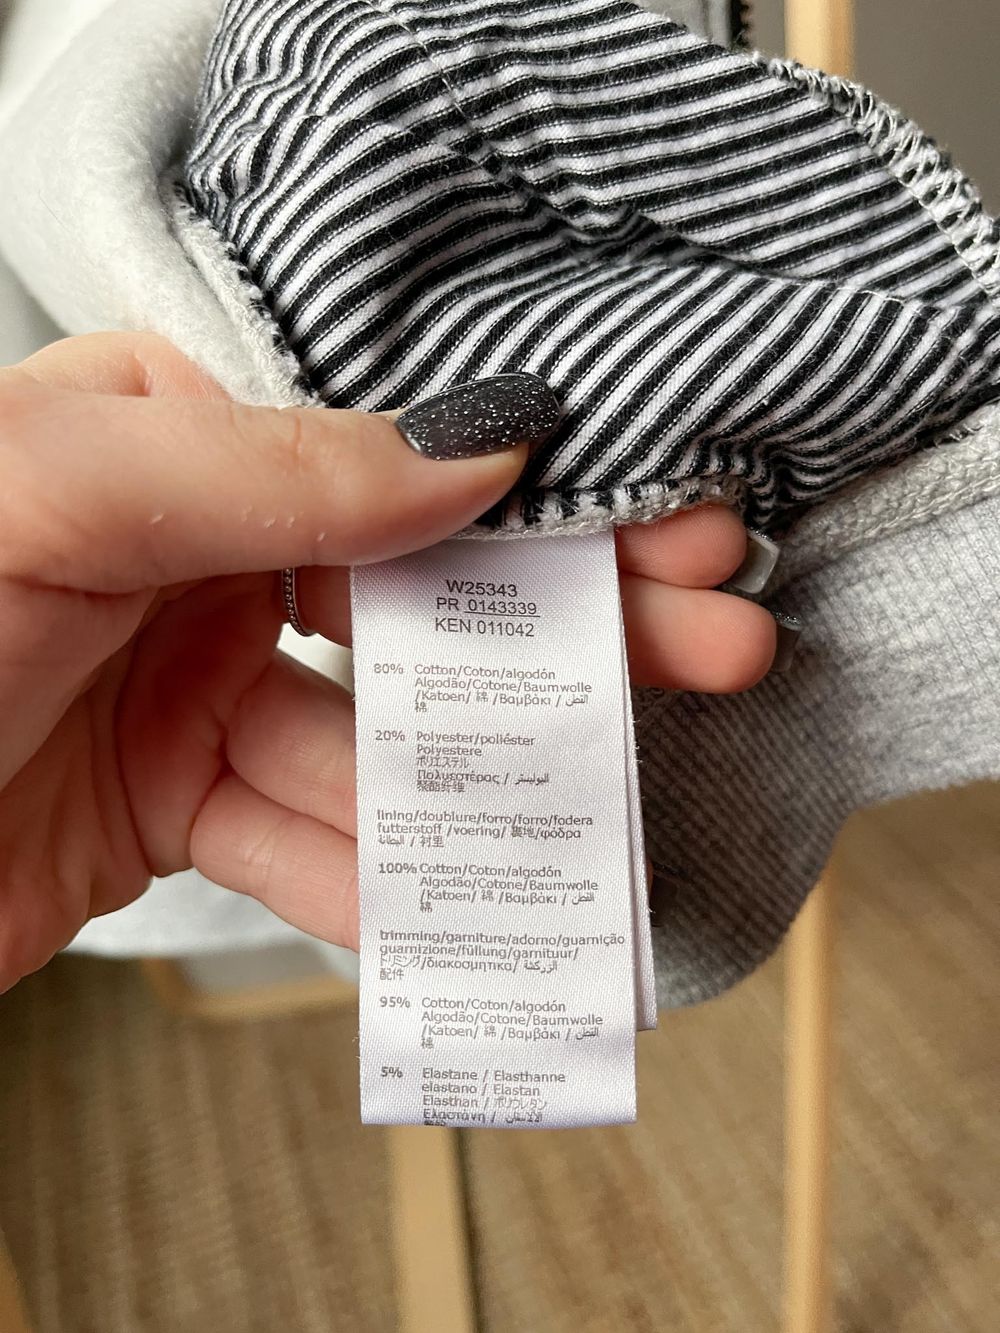 W25343
PR 0143339
KEN 011042
80% Cotton/Coton/algodón
Algodão/Cotone/Baumwolle
/Katoen/ 綿 /Βαμβάκι / القطن
棉
20% Polyester/poliéster
Polyestere
ポリエステル
Πολυεστέρας / البوليستر
聚酯纤维
lining/doublure/forro/forro/fodera
futterstoff /voering/ 裏地/φόδρα
البطانة / 衬里
100% Cotton/Coton/algodón
Algodão/Cotone/Baumwolle
/Katoen/ 綿 /Βαμβάκι / القطن
棉
trimming/garniture/adorno/guarnição
guarnizione/füllung/garnituur/
トリミング/διακοσμητικα/ الزركشة
配件
95% Cotton/Coton/algodón
Algodão/Cotone/Baumwolle
/Katoen/ 綿 /Βαμβάκι / القطن
棉
5% Elastane / Elasthanne
elastano / Elastan
Elasthan / ポリウレタン
Ελαστάνη / الألاستان